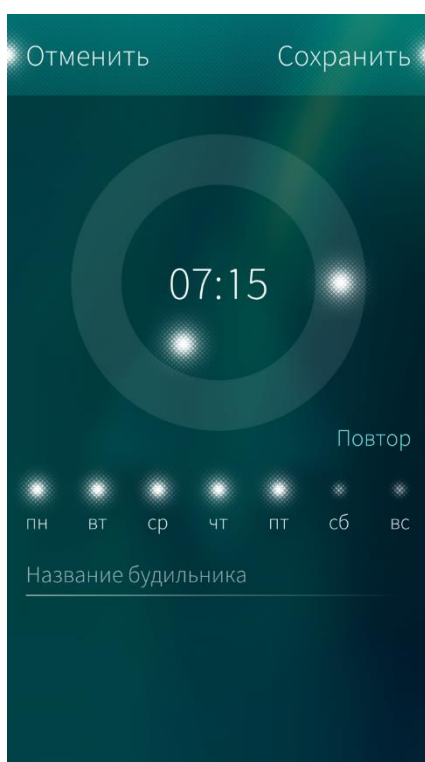 Отменить Сохранить
07:15
Повтор
пн вт ср чт пт сб вс
Название будильника